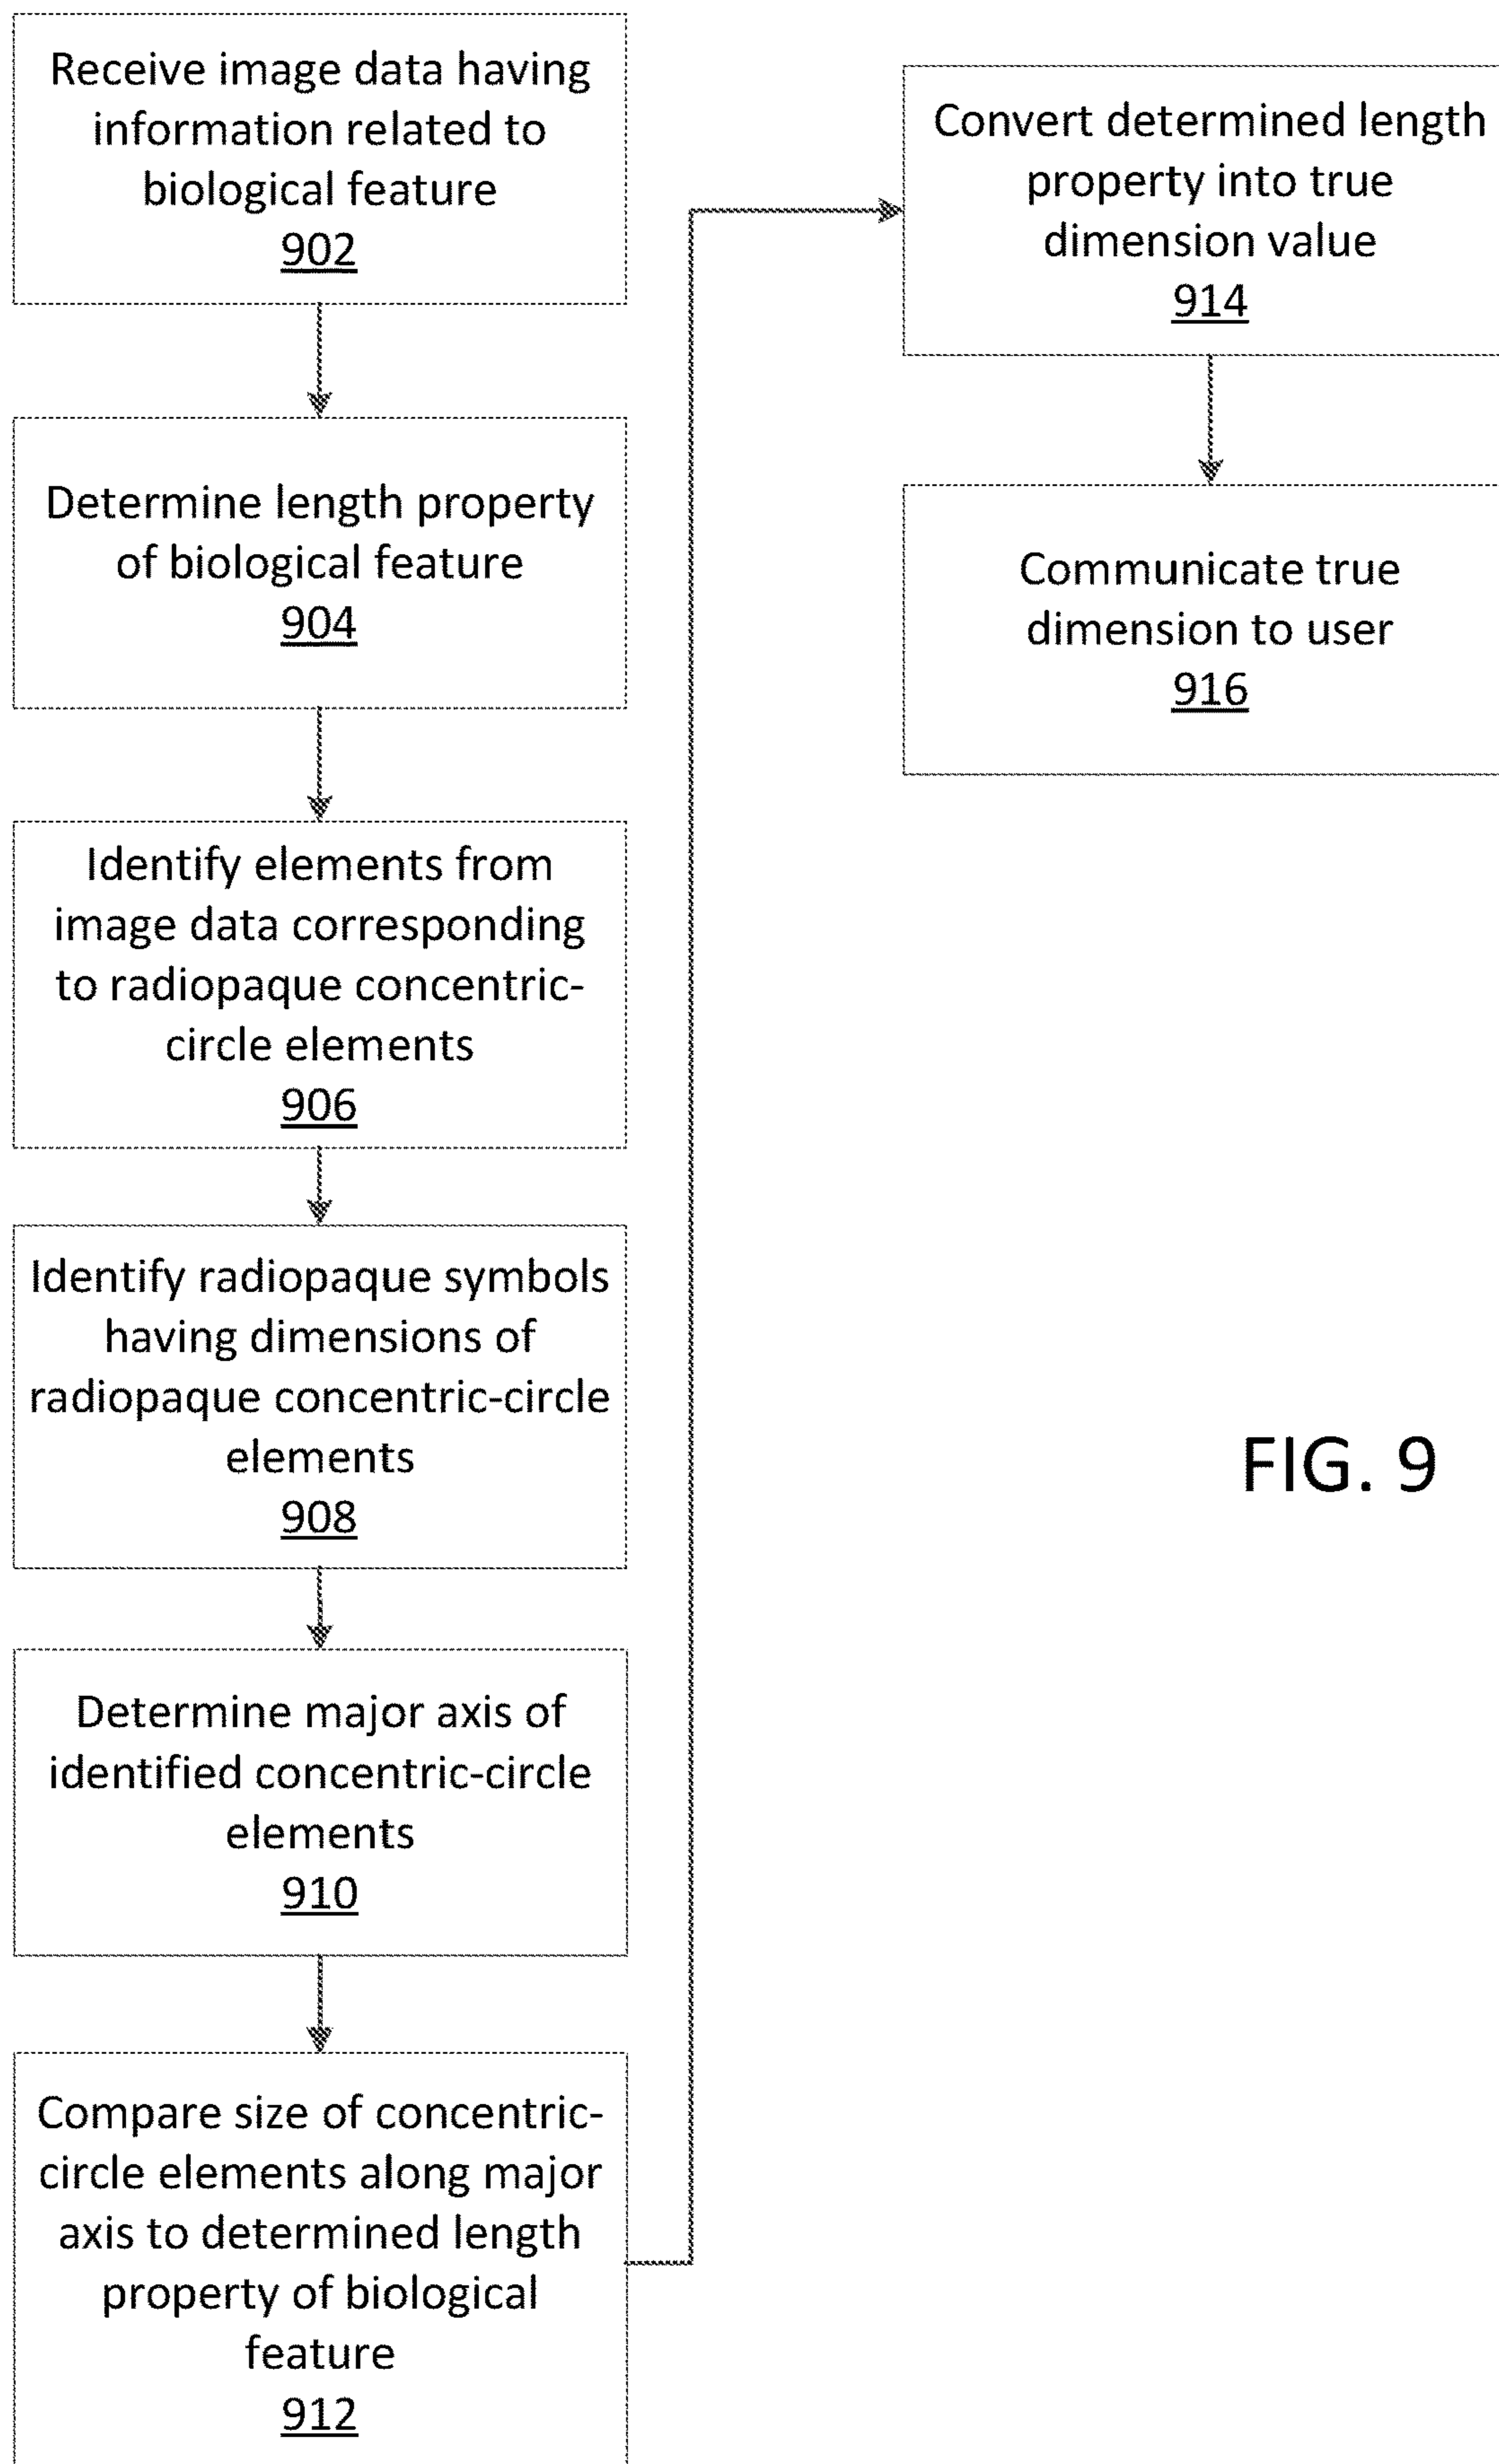 Receive image data having
information related to
biological feature
902
Determine length property
of biological feature
904
Identify elements from
image data corresponding
to radiopaque concentric-
circle elements
906
Identify radiopaque symbols
having dimensions of
radiopaque concentric-circle
elements
908
Determine major axis of
identified concentric-circle
elements
910
Compare size of concentric-
circle elements along major
axis to determined length
property of biological
feature
912
Convert determined length
property into true
dimension value
914
Communicate true
dimension to user
916
FIG. 9